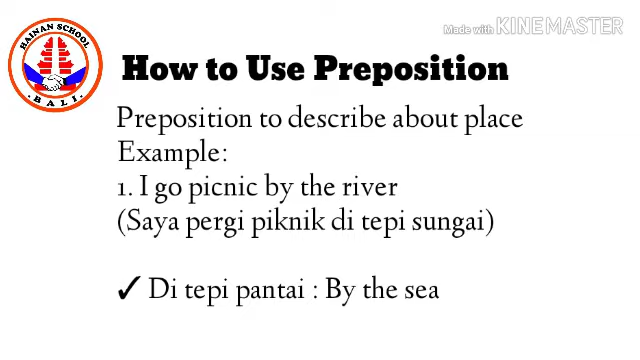 HAINAN SCHOOL
BALI
Made with KINEMASTER
How to Use Preposition
Preposition to describe about place
Example:
1. I go picnic by the river
(Saya pergi piknik di tepi sungai)
✓ Di tepi pantai : By the sea